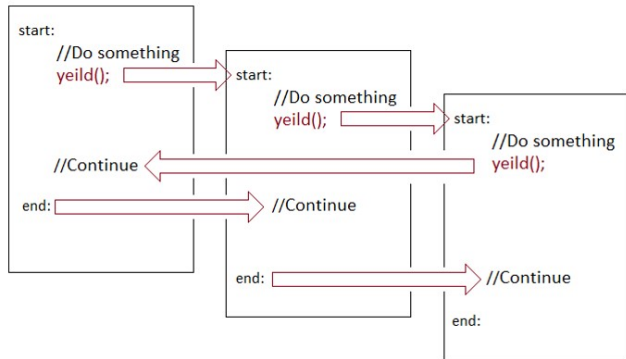 start:
//Do something
yeild();
//Continue
end:
start:
//Do something
yeild();
//Continue
end:
start:
//Do something
yeild();
//Continue
end: